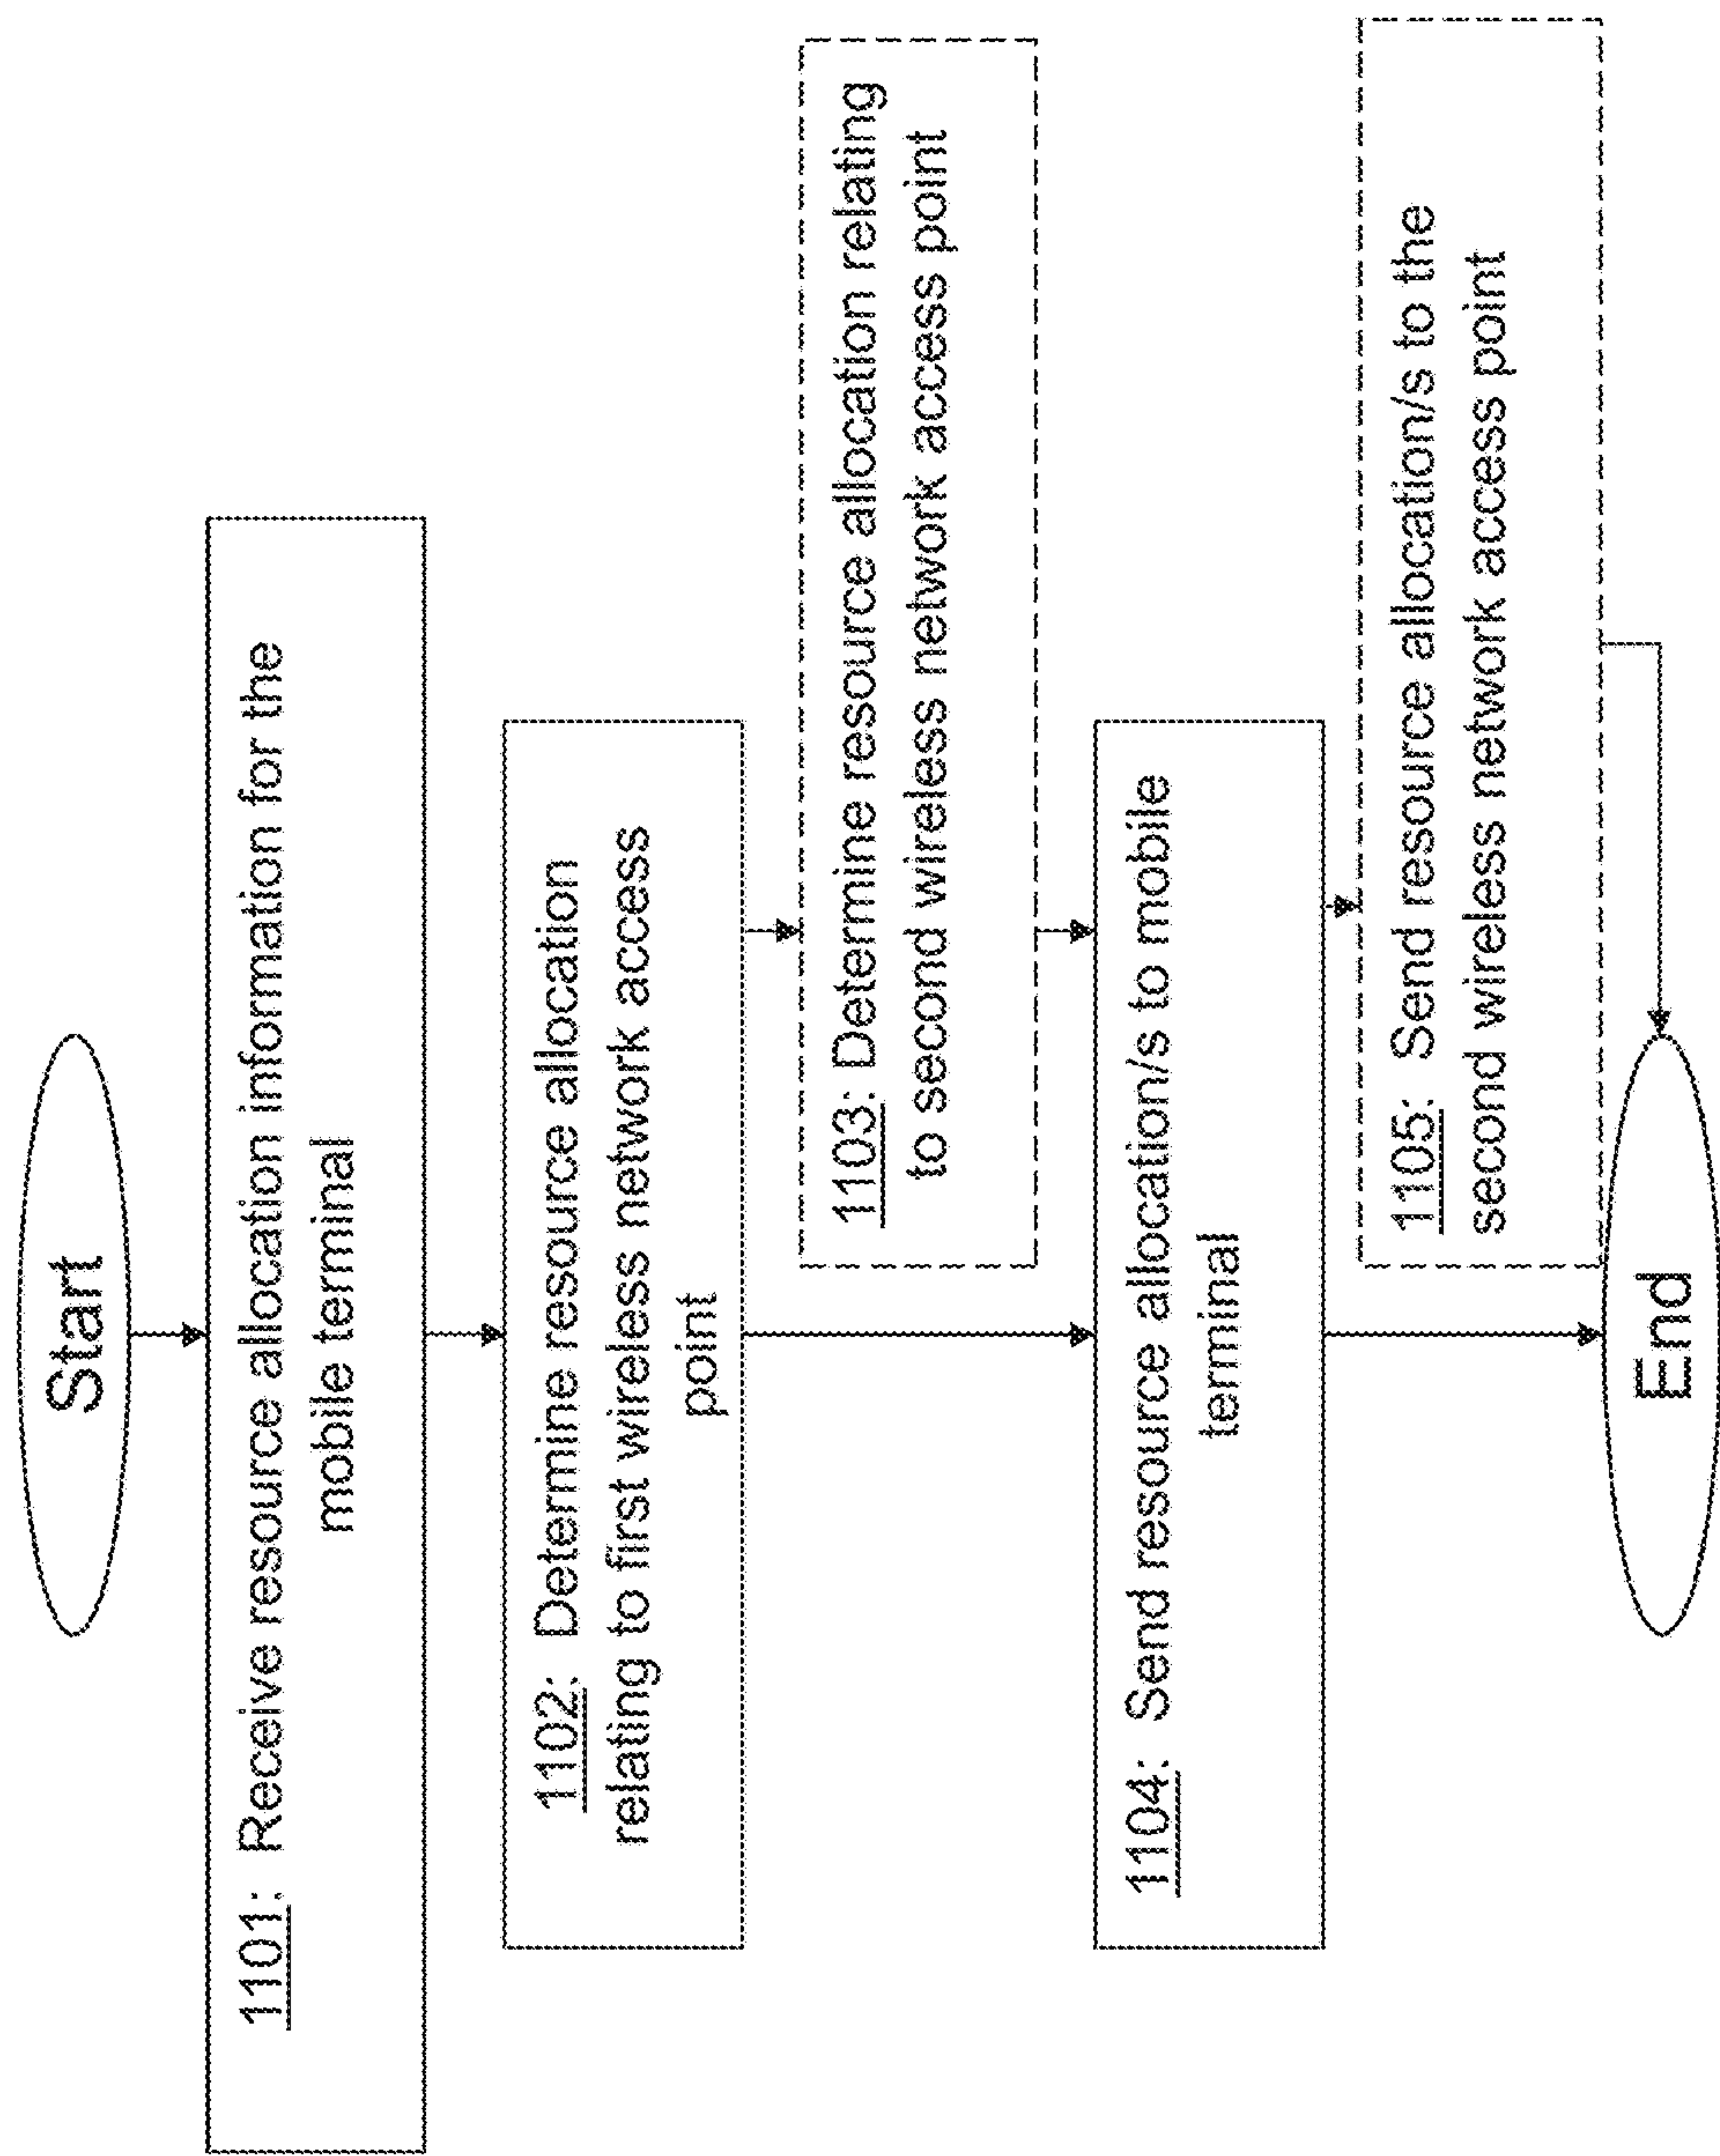 Start
1101: Receive resource allocation information for the
mobile terminal
1102: Determine resource allocation
relating to first wireless network access
point
1103: Determine resource allocation relating
to second wireless network access point
1104: Send resource allocation/s to mobile
terminal
1105: Send resource allocation/s to the
second wireless network access point
End